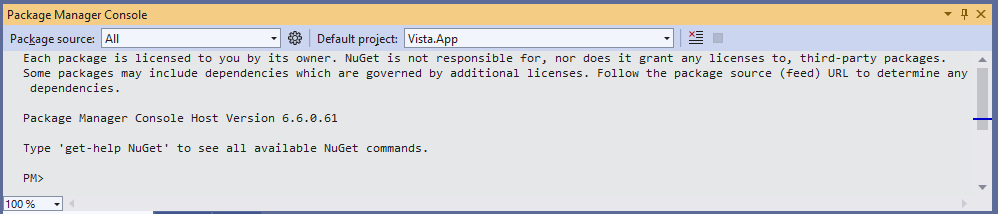 Package Manager Console
Package source: All Default project: Vista.App
Each package is licensed to you by its owner. NuGet is not responsible for, nor does it grant any licenses to, third-party packages.
Some packages may include dependencies which are governed by additional licenses. Follow the package source (feed) URL to determine any
dependencies.
Package Manager Console Host Version 6.6.0.61
Type 'get-help NuGet' to see all available NuGet commands.
PM>
100 %